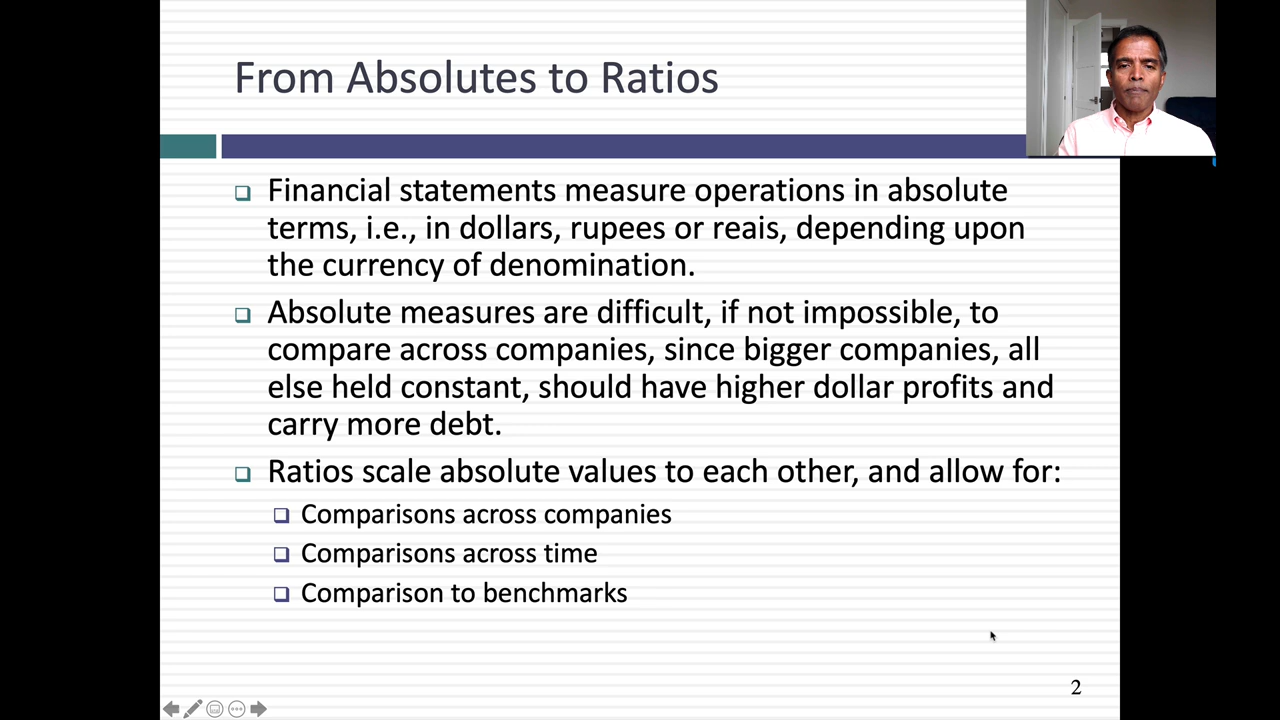 From Absolutes to Ratios
Financial statements measure operations in absolute
terms, i.e., in dollars, rupees or reais, depending upon
the currency of denomination.
Absolute measures are difficult, if not impossible, to
compare across companies, since bigger companies, all
else held constant, should have higher dollar profits and
carry more debt.
Ratios scale absolute values to each other, and allow for:
Comparisons across companies
Comparisons across time
Comparison to benchmarks
2